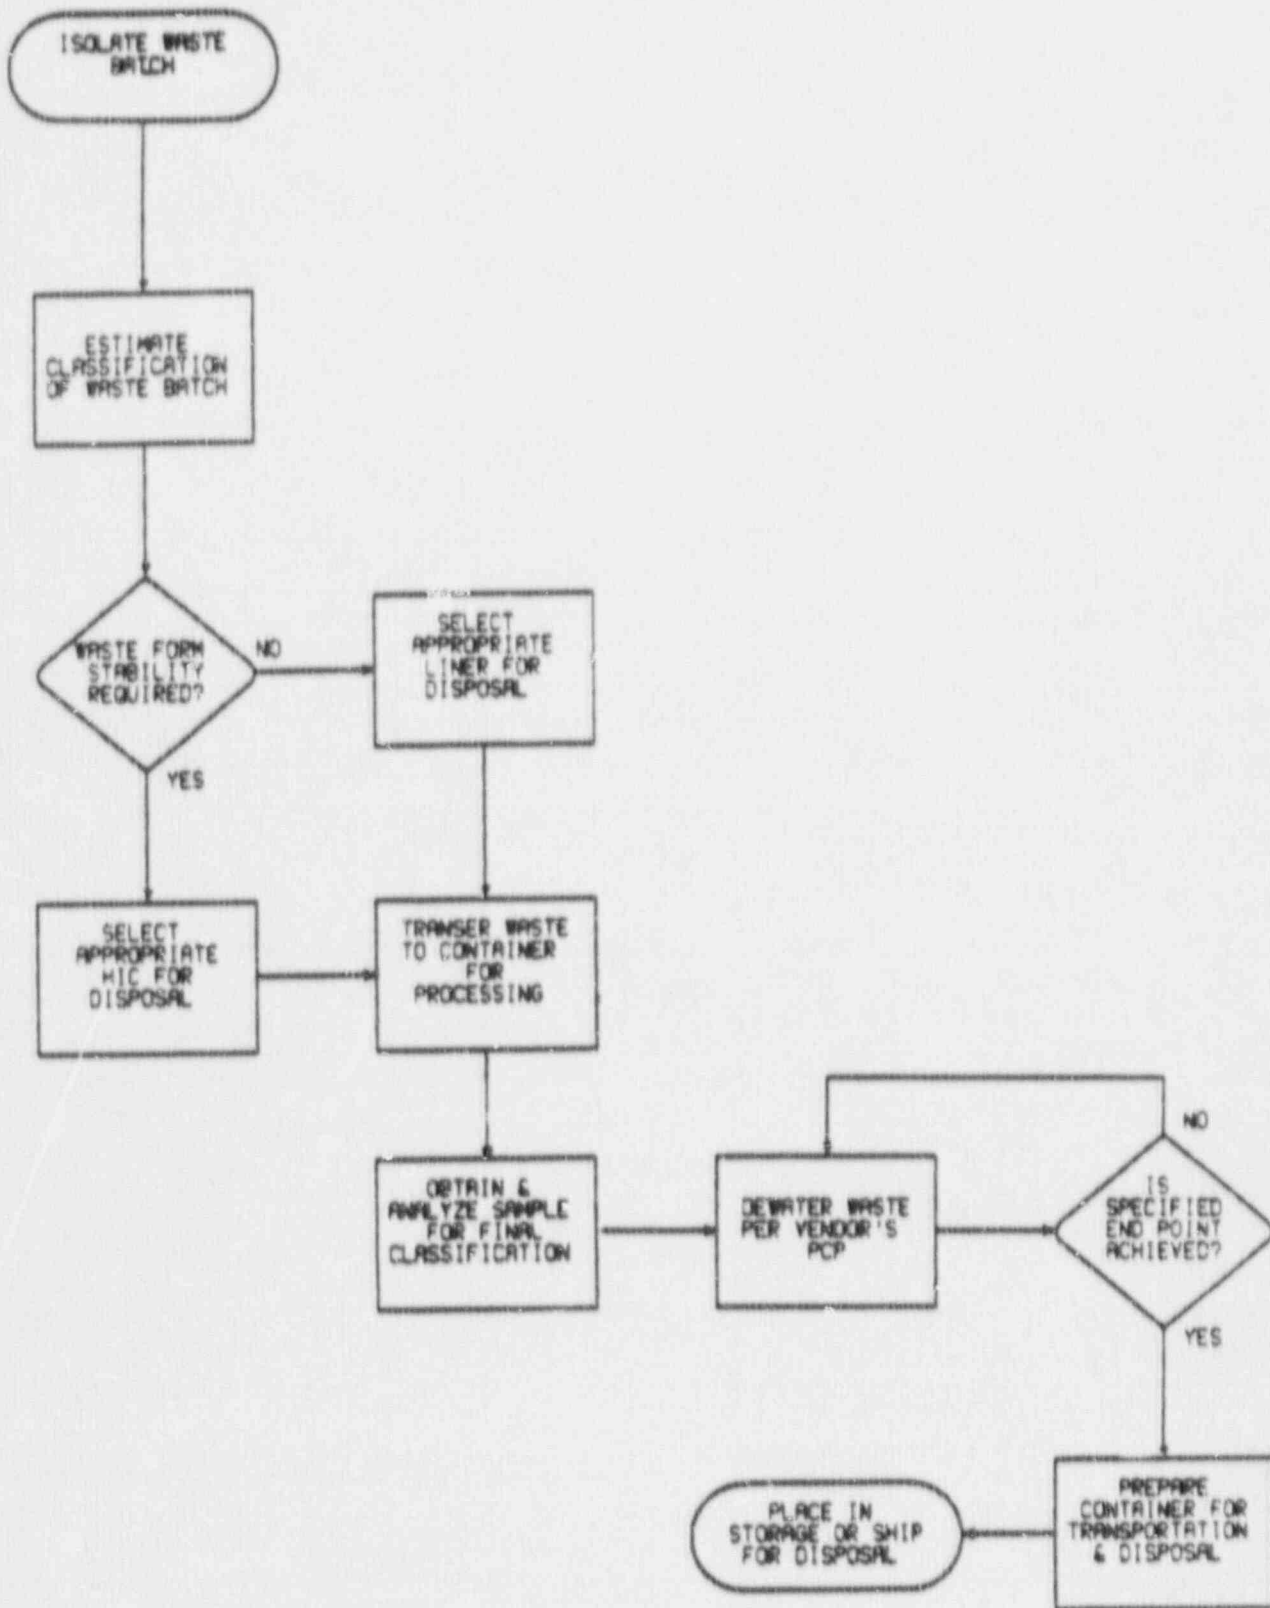 ISOLATE WASTE
BATCH
ESTIMATE
CLASSIFICATION
OF WASTE BATCH
WASTE FORM
STABILITY
REQUIRED?
NO
YES
SELECT
APPROPRIATE
LINER FOR
DISPOSAL
SELECT
APPROPRIATE
HIC FOR
DISPOSAL
TRANSER WASTE
TO CONTAINER
FOR
PROCESSING
OBTAIN &
ANALYZE SAMPLE
FOR FINAL
CLASSIFICATION
DEWATER WASTE
PER VENDOR'S
PCP
IS
SPECIFIED
END POINT
ACHIEVED?
NO
YES
PREPARE
CONTAINER FOR
TRANSPORTATION
& DISPOSAL
PLACE IN
STORAGE OR SHIP
FOR DISPOSAL